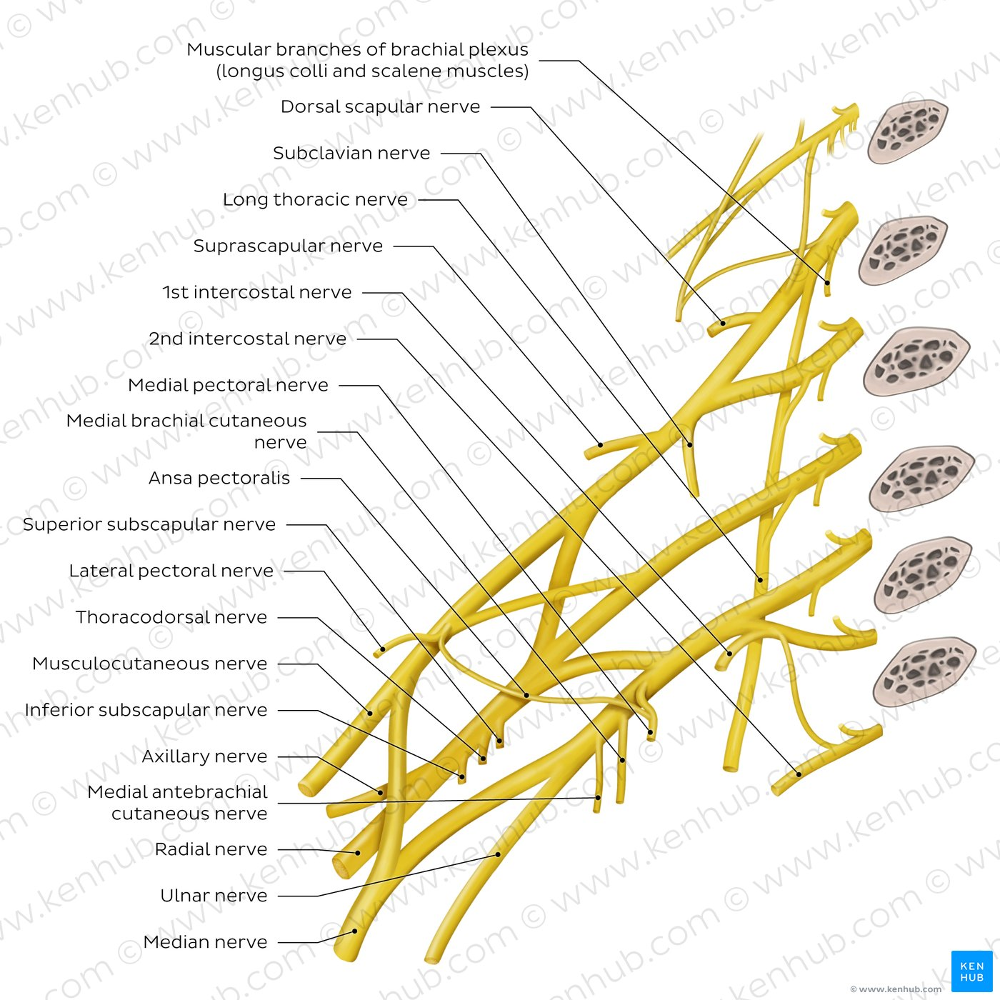 Muscular branches of brachial plexus
(longus colli and scalene muscles)
Dorsal scapular nerve
Subclavian nerve
Long thoracic nerve
Suprascapular nerve
1st intercostal nerve
2nd intercostal nerve
Medial pectoral nerve
Medial brachial cutaneous
nerve
Ansa pectoralis
Superior subscapular nerve
Lateral pectoral nerve
Thoracodorsal nerve
Musculocutaneous nerve
Inferior subscapular nerve
Axillary nerve
Medial antebrachial
cutaneous nerve
Radial nerve
Ulnar nerve
Median nerve
KEN
HUB
© www.kenhub.com